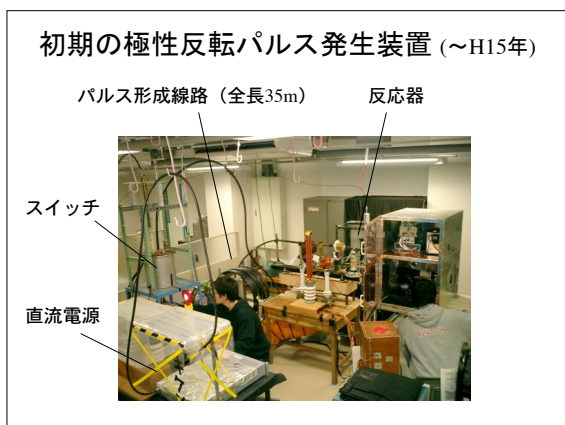 初期の極性反転パルス発生装置 (～H15年)
パルス形成線路（全長35m）
反応器
スイッチ
直流電源